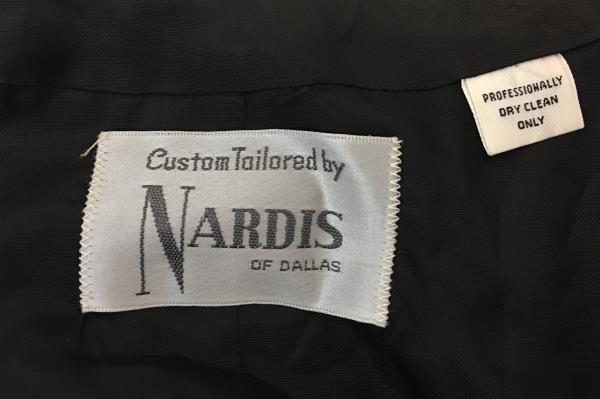 Custom Tailored by
NARDIS
OF DALLAS
PROFESSIONALLY
DRY CLEAN
ONLY